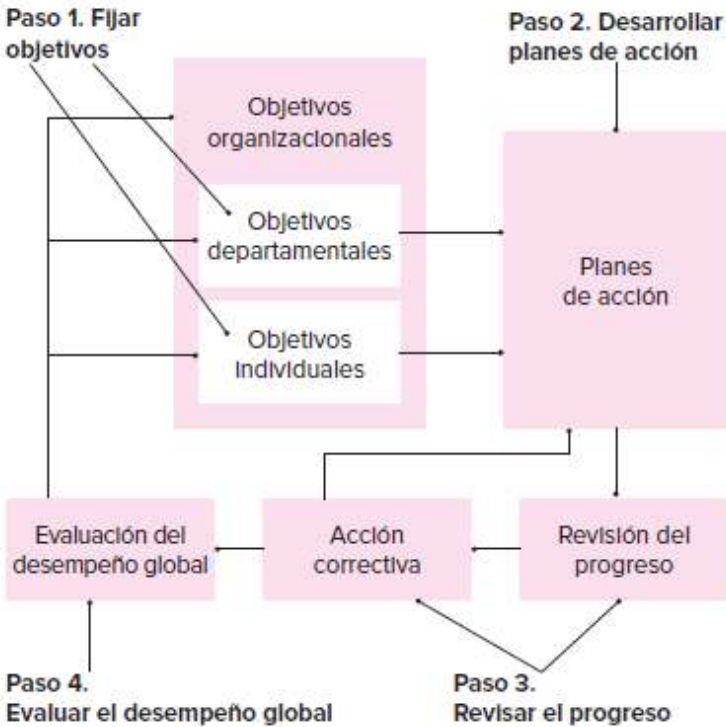 Paso 1. Fijar
objetivos
Paso 2. Desarrollar
planes de acción
Objetivos
organizacionales
Objetivos
departamentales
Objetivos
individuales
Planes
de acción
Evaluación del
desempeño global
Acción
correctiva
Revisión del
progreso
Paso 4.
Evaluar el desempeño global
Paso 3.
Revisar el progreso